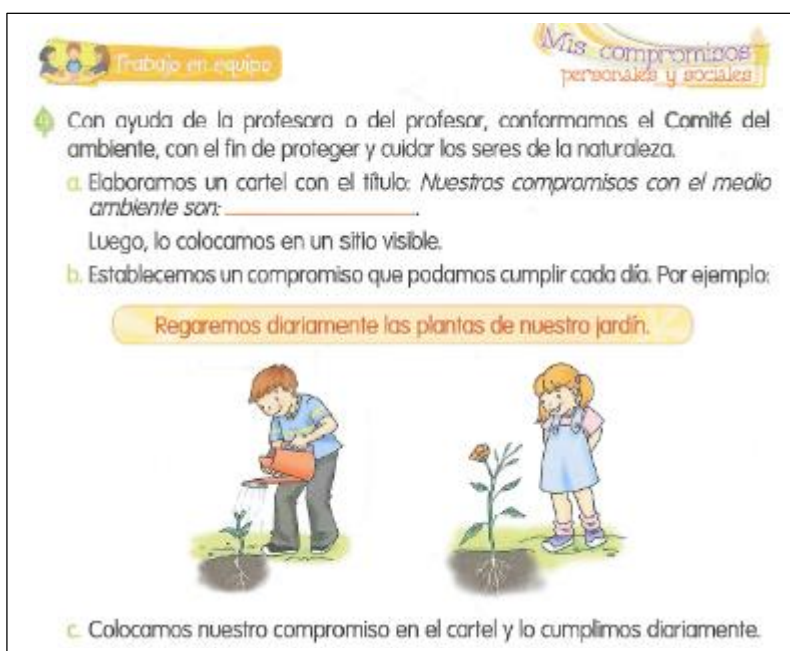 Trabajo en equipo
Mis compromisos
personales y sociales
Con ayuda de la profesora o del profesor, conformamos el Comité del
ambiente, con el fin de proteger y cuidar los seres de la naturaleza.
a. Elaboramos un cartel con el título: Nuestros compromisos con el medio
ambiente son: ____________________.
Luego, lo colocamos en un sitio visible.
b. Establecemos un compromiso que podamos cumplir cada día. Por ejemplo:
Regaremos diariamente las plantas de nuestro jardín.
c. Colocamos nuestro compromiso en el cartel y lo cumplimos diariamente.